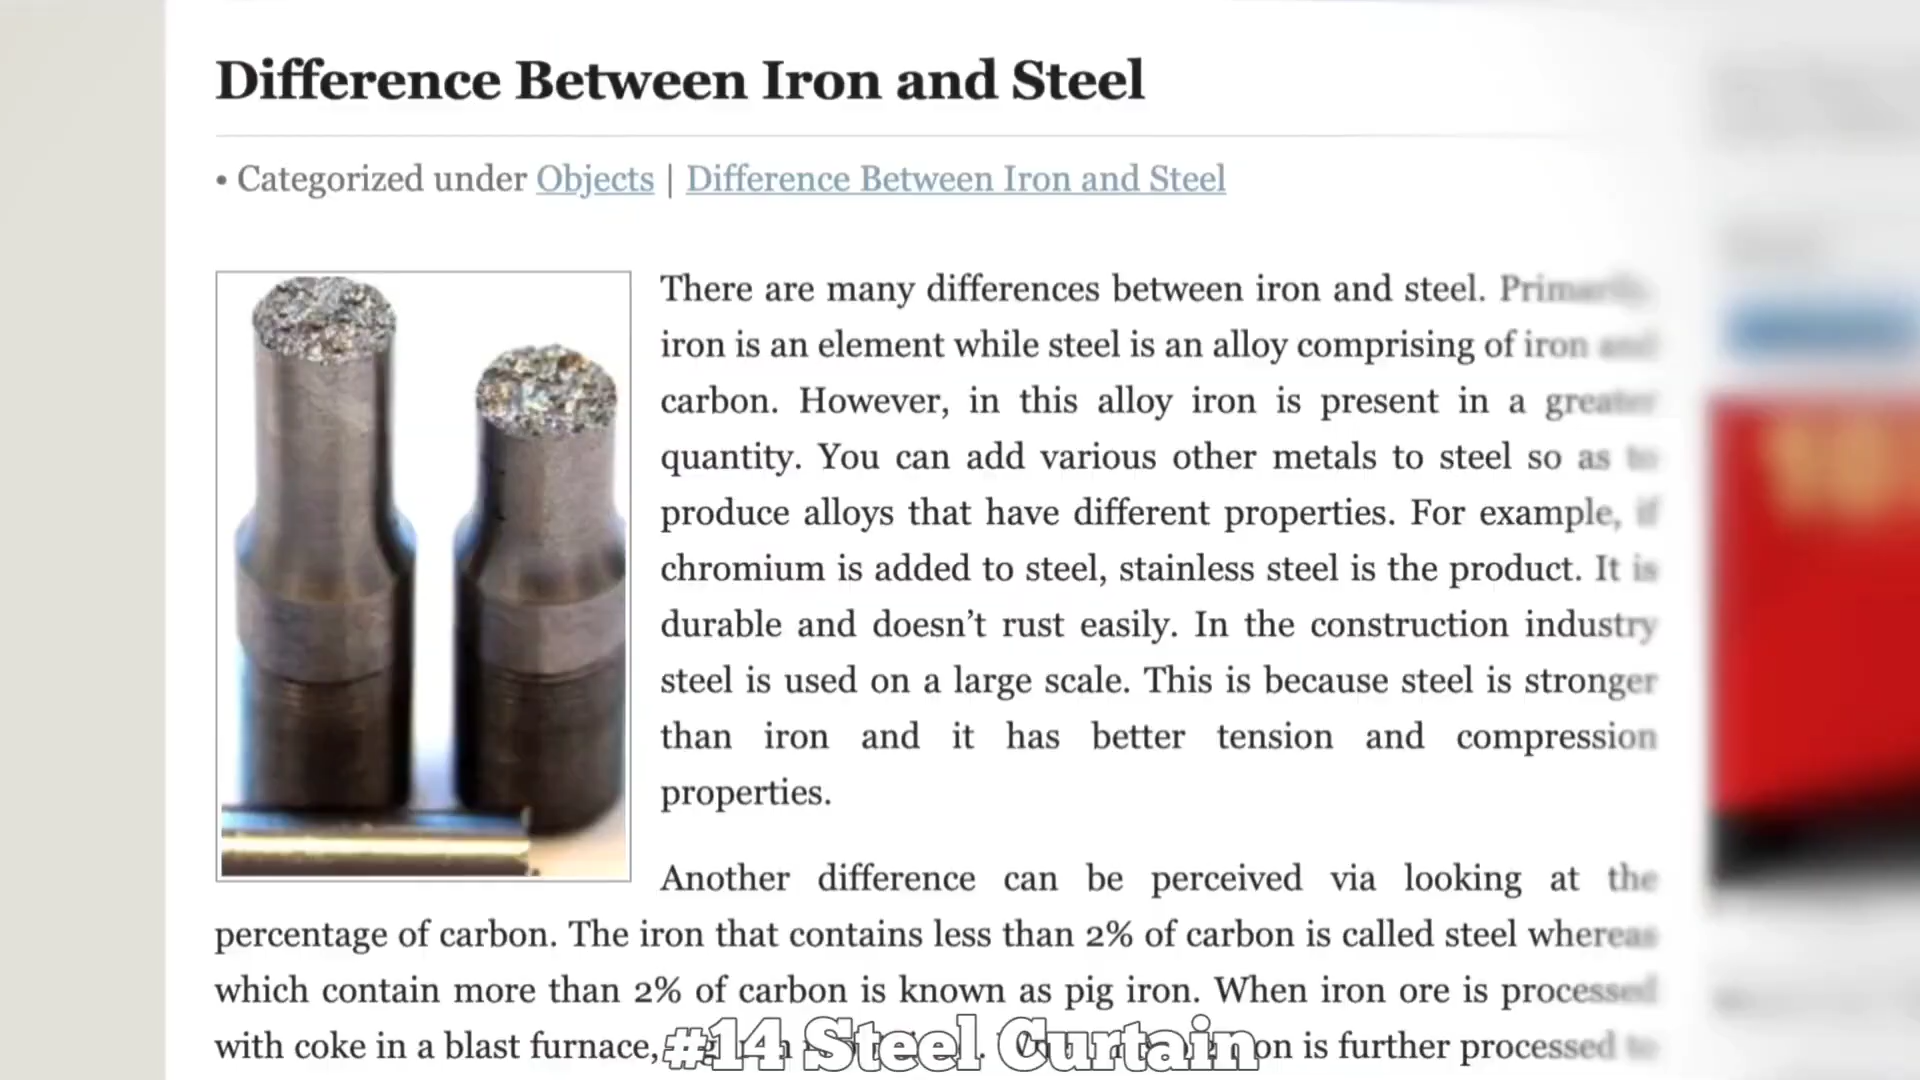 Difference Between Iron and Steel
• Categorized under Objects | Difference Between Iron and Steel
There are many differences between iron and steel. Primarily,
iron is an element while steel is an alloy comprising of iron and
carbon. However, in this alloy iron is present in a greater
quantity. You can add various other metals to steel so as to
produce alloys that have different properties. For example, if
chromium is added to steel, stainless steel is the product. It is
durable and doesn’t rust easily. In the construction industry
steel is used on a large scale. This is because steel is stronger
than iron and it has better tension and compression
properties.
Another difference can be perceived via looking at the
percentage of carbon. The iron that contains less than 2% of carbon is called steel whereas
which contain more than 2% of carbon is known as pig iron. When iron ore is processed
with coke in a blast furnace, on is further processed to
#14 Steel Curtain